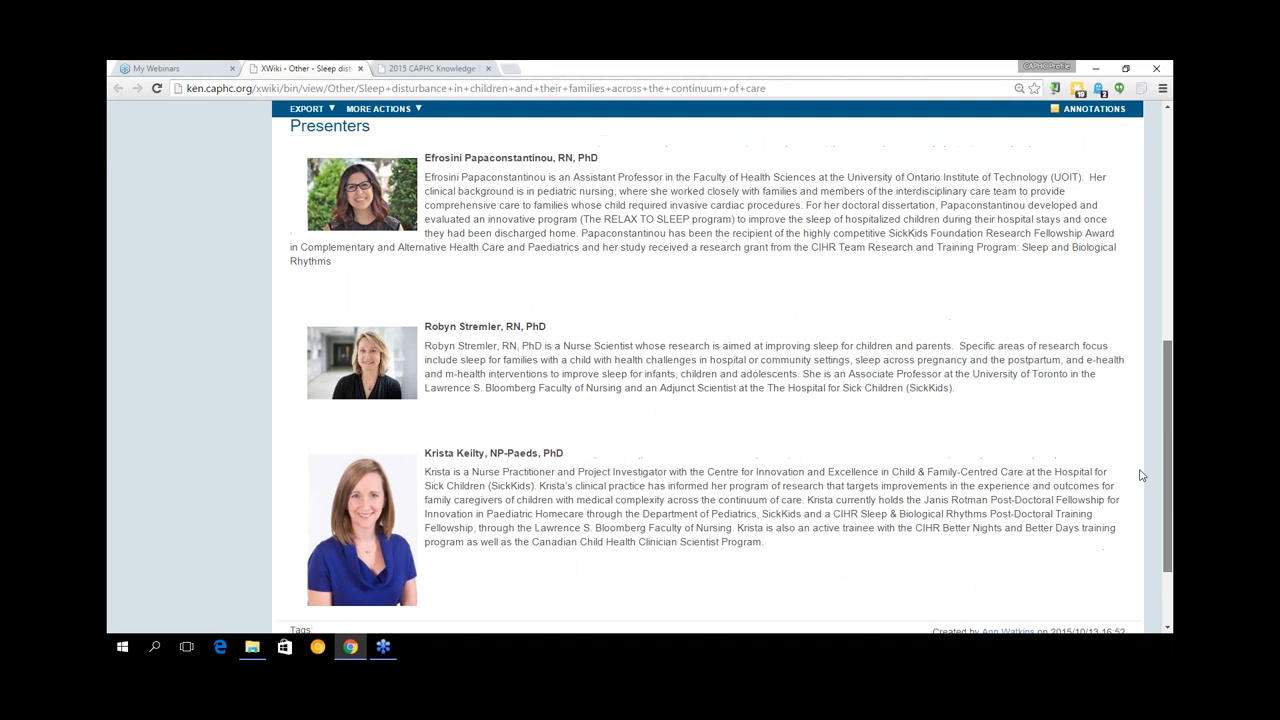 My Webinars
XWiki - Other - Sleep dist
2015 CAPHC Knowledge
CAPHC Profile
ken.caphc.org/xwiki/bin/view/Other/Sleep+disturbance+in+children+and+their+families+across+the+continuum+of+care
19
2
EXPORT MORE ACTIONS ANNOTATIONS
Presenters
Efrosini Papaconstantinou, RN, PhD
Efrosini Papaconstantinou is an Assistant Professor in the Faculty of Health Sciences at the University of Ontario Institute of Technology (UOIT). Her
clinical background is in pediatric nursing, where she worked closely with families and members of the interdisciplinary care team to provide
comprehensive care to families whose child required invasive cardiac procedures. For her doctoral dissertation, Papaconstantinou developed and
evaluated an innovative program (The RELAX TO SLEEP program) to improve the sleep of hospitalized children during their hospital stays and once
they had been discharged home. Papaconstantinou has been the recipient of the highly competitive SickKids Foundation Research Fellowship Award
in Complementary and Alternative Health Care and Paediatrics and her study received a research grant from the CIHR Team Research and Training Program: Sleep and Biological
Rhythms
Robyn Stremler, RN, PhD
Robyn Stremler, RN, PhD is a Nurse Scientist whose research is aimed at improving sleep for children and parents. Specific areas of research focus
include sleep for families with a child with health challenges in hospital or community settings, sleep across pregnancy and the postpartum, and e-health
and m-health interventions to improve sleep for infants, children and adolescents. She is an Associate Professor at the University of Toronto in the
Lawrence S. Bloomberg Faculty of Nursing and an Adjunct Scientist at the The Hospital for Sick Children (SickKids).
Krista Keilty, NP-Paeds, PhD
Krista is a Nurse Practitioner and Project Investigator with the Centre for Innovation and Excellence in Child & Family-Centred Care at the Hospital for
Sick Children (SickKids). Krista's clinical practice has informed her program of research that targets improvements in the experience and outcomes for
family caregivers of children with medical complexity across the continuum of care. Krista currently holds the Janis Rotman Post-Doctoral Fellowship for
Innovation in Paediatric Homecare through the Department of Pediatrics, SickKids and a CIHR Sleep & Biological Rhythms Post-Doctoral Training
Fellowship, through the Lawrence S. Bloomberg Faculty of Nursing. Krista is also an active trainee with the CIHR Better Nights and Better Days training
program as well as the Canadian Child Health Clinician Scientist Program.
Tags:
Created by Ann Watkins on 2015/10/13 16:52